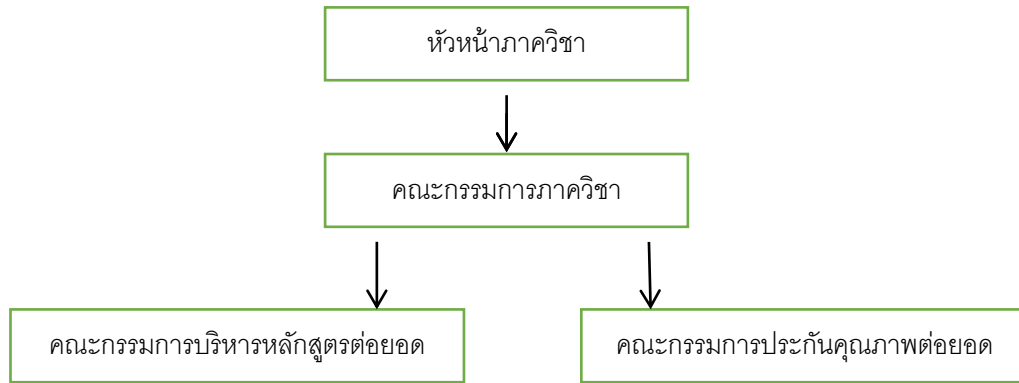 หัวหน้าภาควิชา
คณะกรรมการภาควิชา
คณะกรรมการบริหารหลักสูตรต่อยอด
คณะกรรมการประกันคุณภาพต่อยอด